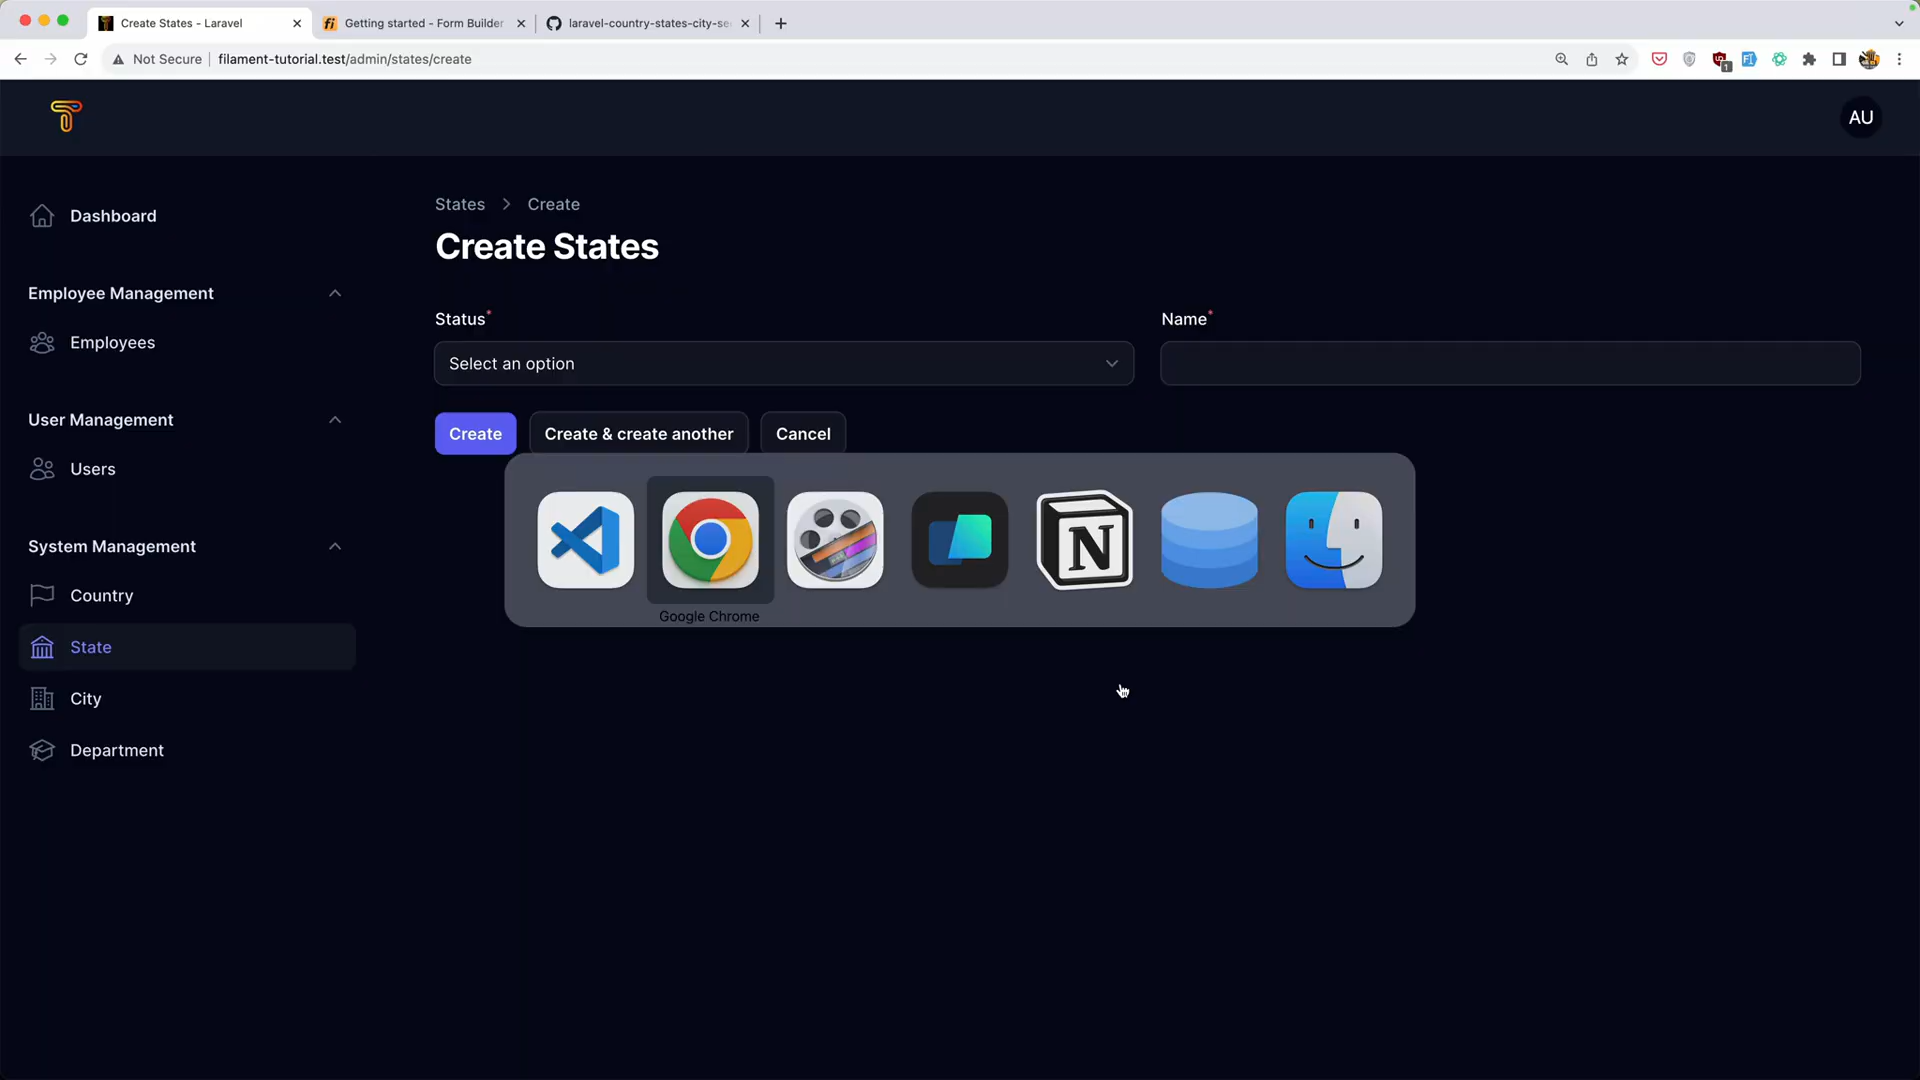 Create States - Laravel
Getting started - Form Builder
laravel-country-states-city-se
Not Secure
filament-tutorial.test/admin/states/create
1
AU
Dashboard
Employee Management
Employees
User Management
Users
System Management
Country
State
City
Department
States > Create
Create States
Status*
Name*
Select an option
Create
Create & create another
Cancel
Google Chrome